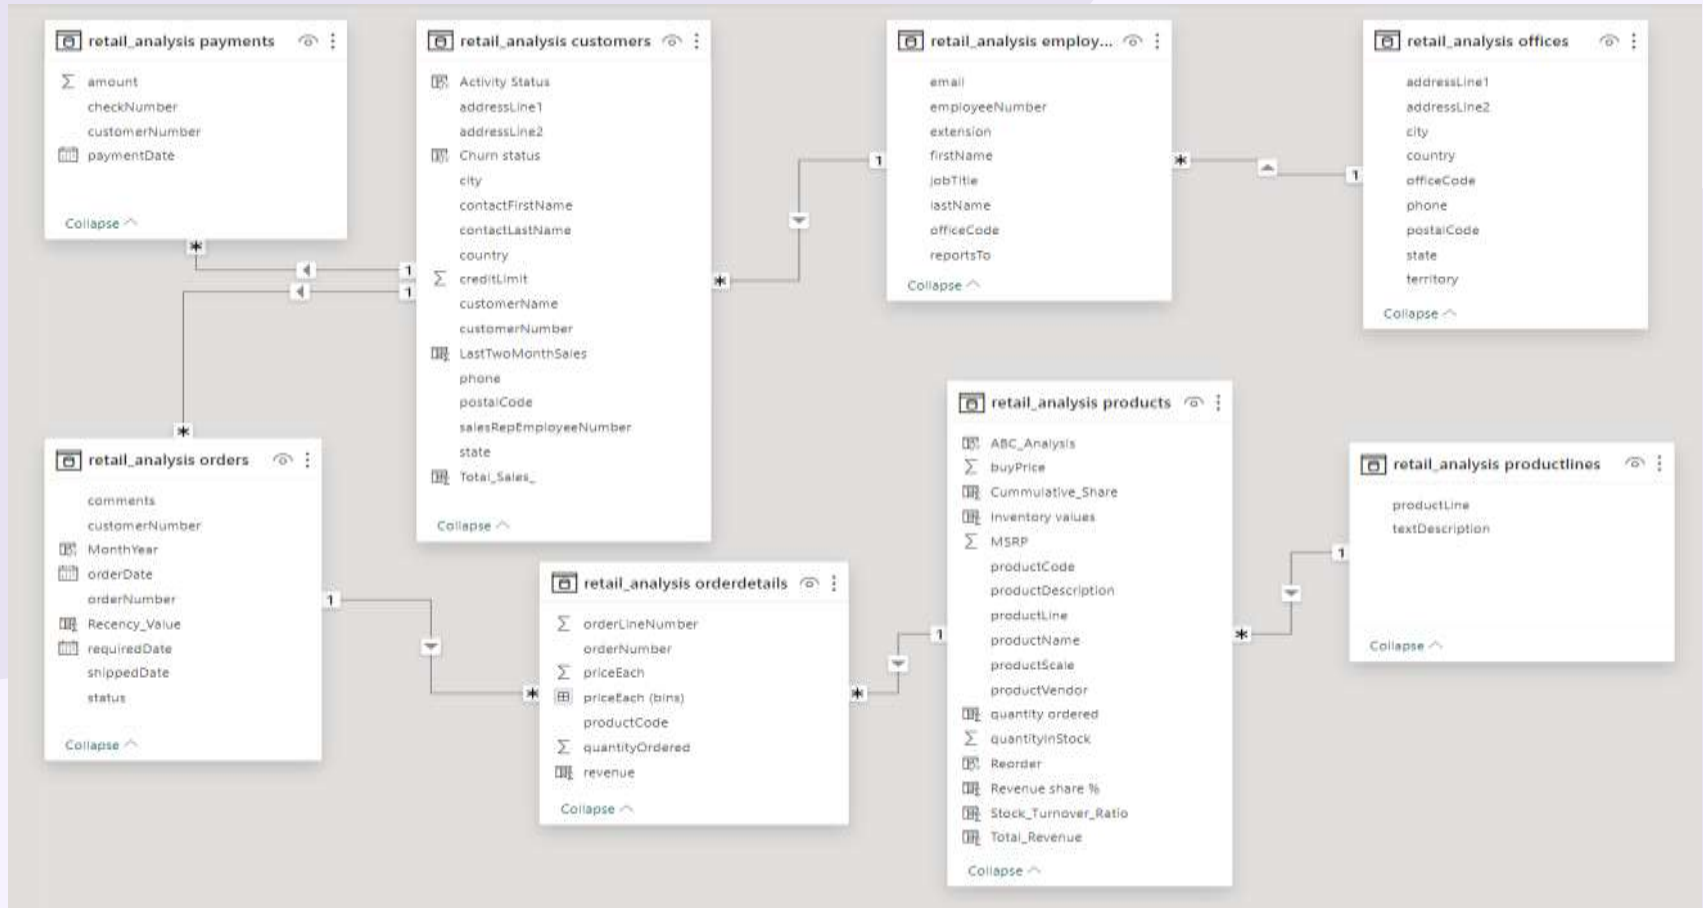 retail_analysis payments
amount
checkNumber
customerNumber
paymentDate
Collapse
retail_analysis customers
Activity Status
addressLine1
addressLine2
Churn status
city
contactFirstName
contactLastName
country
creditLimit
customerName
customerNumber
LastTwoMonthSales
phone
postalCode
salesRepEmployeeNumber
state
Total_Sales_
Collapse
retail_analysis employ...
email
employeeNumber
extension
firstName
jobTitle
lastName
officeCode
reportsTo
Collapse
retail_analysis offices
addressLine1
addressLine2
city
country
officeCode
phone
postalCode
state
territory
Collapse
* 1
* 1
1 *
* 1
retail_analysis orders
comments
customerNumber
MonthYear
orderDate
orderNumber
Recency_Value
requiredDate
shippedDate
status
Collapse
1 *
retail_analysis orderdetails
orderLineNumber
orderNumber
priceEach
priceEach (bins)
productCode
quantityOrdered
revenue
Collapse
* 1
retail_analysis products
ABC_Analysis
buyPrice
Cummulative_Share
Inventory values
MSRP
productCode
productDescription
productLine
productName
productScale
productVendor
quantity ordered
quantityInStock
Reorder
Revenue share %
Stock_Turnover_Ratio
Total_Revenue
Collapse
* 1
retail_analysis productlines
productLine
textDescription
Collapse